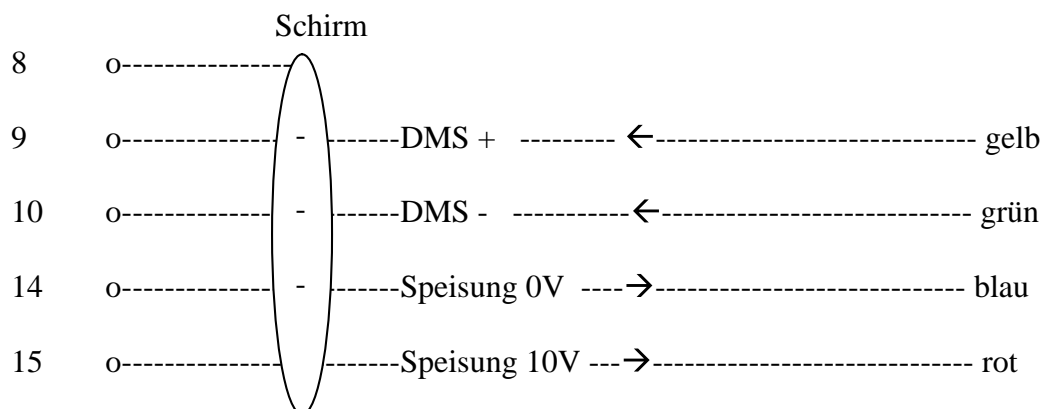 Schirm
8 o----------------
9 o---------------- - -------DMS + --------- ←------------------------------- gelb
10 o---------------- - -------DMS - -----------←------------------------------ grün
14 o---------------- - -------Speisung 0V ----→------------------------------ blau
15 o-----------------------Speisung 10V ---→------------------------------- rot